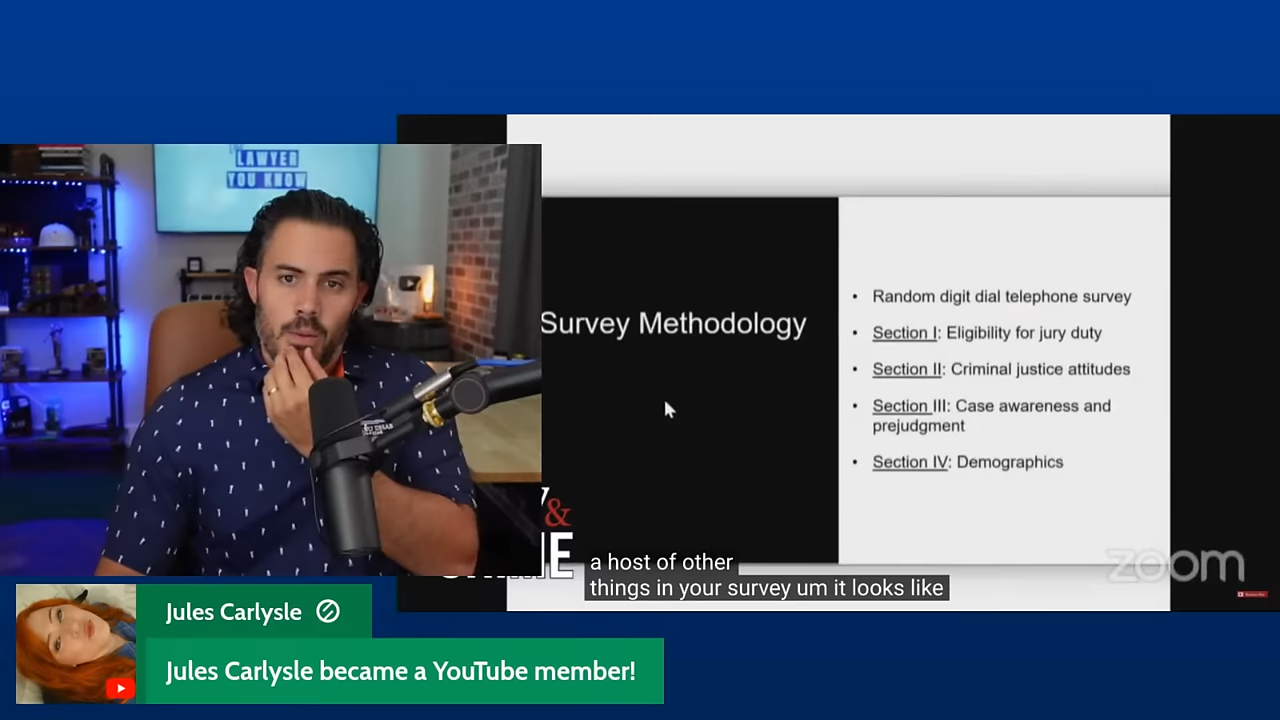 LAWYER
YOU KNOW
Survey Methodology
• Random digit dial telephone survey
• Section I: Eligibility for jury duty
• Section II: Criminal justice attitudes
• Section III: Case awareness and
prejudgment
• Section IV: Demographics
&
a host of other
things in your survey um it looks like
zoom
Jules Carlysle
Jules Carlysle became a YouTube member!